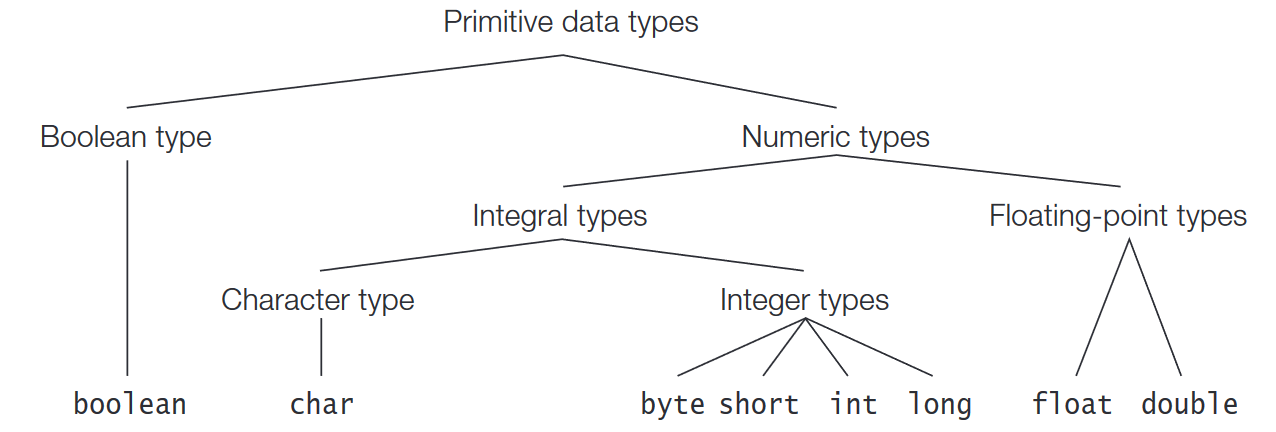 Primitive data types
Boolean type Numeric types
Integral types Floating-point types
Character type Integer types
boolean char byte short int long float double